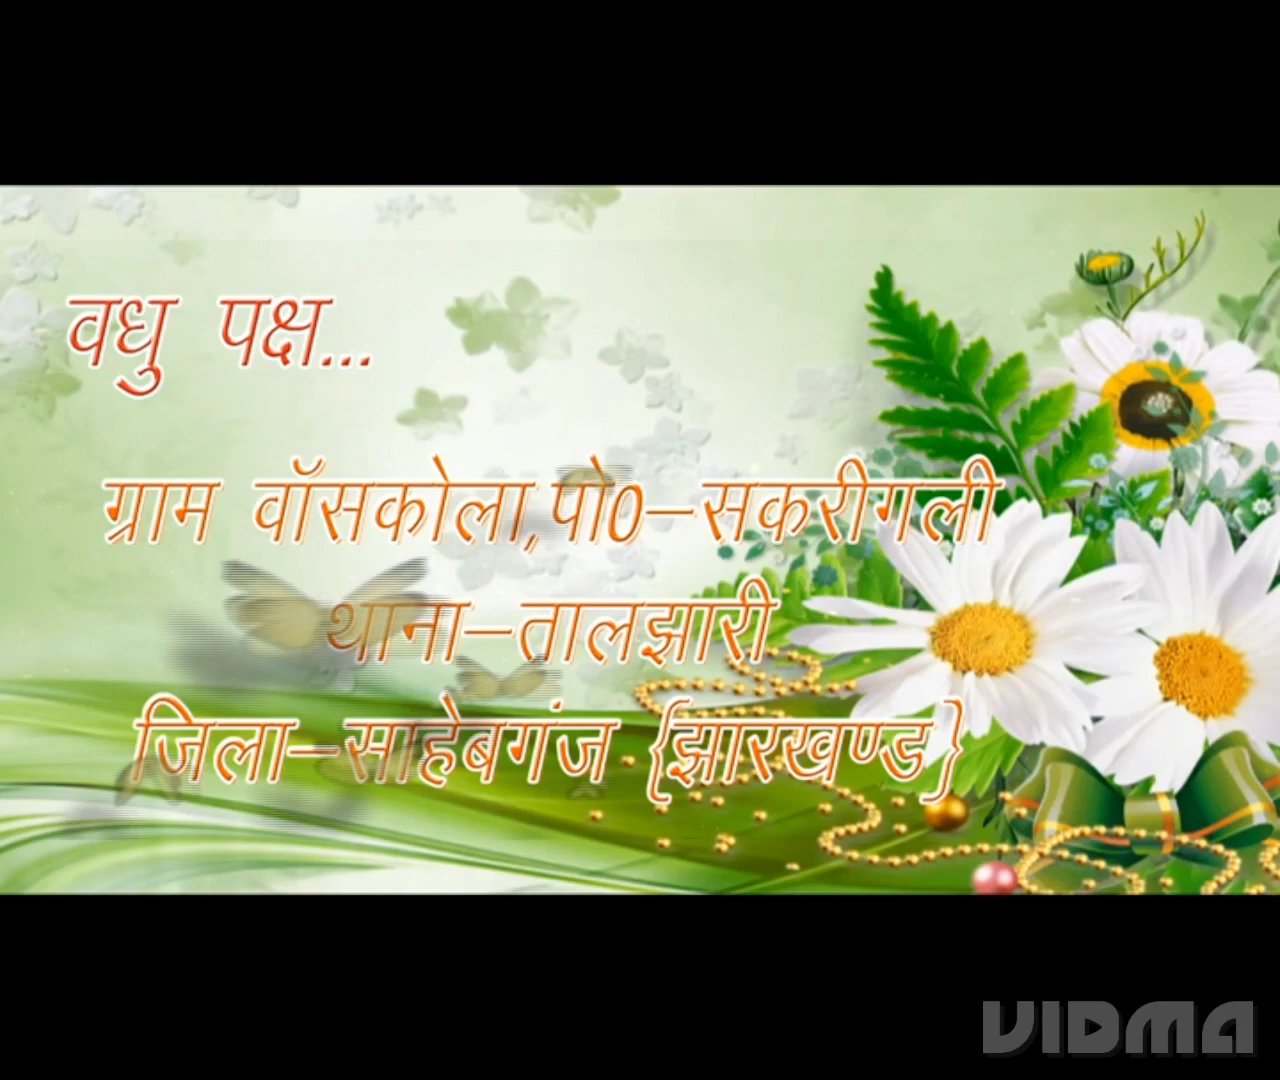 वधु पक्ष...
ग्राम वॉसकोला,पो0-सकरीगली
थाना-तालझारी
जिला-साहेबगंज {झारखण्ड}
VIDMA